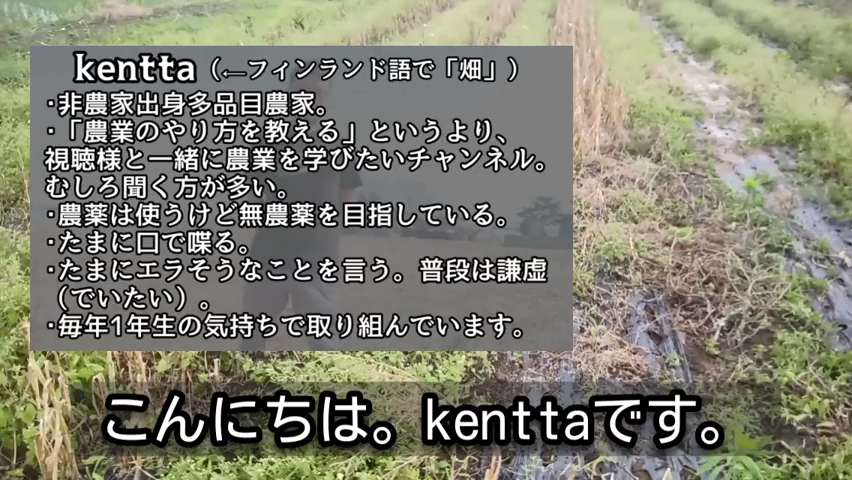 kentta（←フィンランド語で「畑」）
・非農家出身多品目農家。
・「農業のやり方を教える」というより、
視聴様と一緒に農業を学びたいチャンネル。
むしろ聞く方が多い。
・農薬は使うけど無農薬を目指している。
・たまに口で喋る。
・たまにエラそうなことを言う。普段は謙虚
（でいたい）。
・毎年1年生の気持ちで取り組んでいます。
こんにちは。kenttaです。